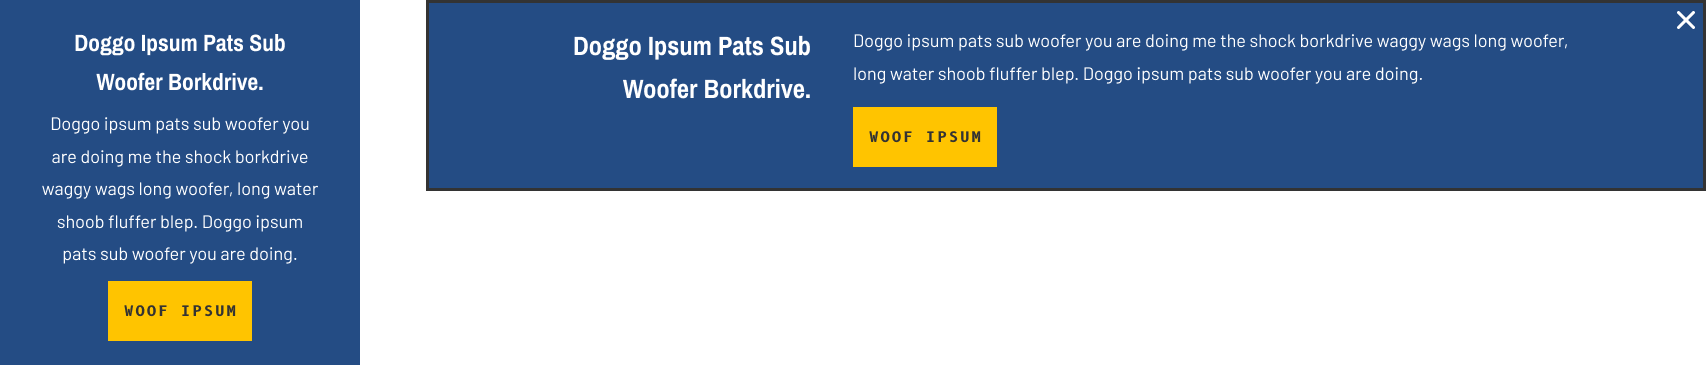 Doggo Ipsum Pats Sub
Woofer Borkdrive.
Doggo ipsum pats sub woofer you
are doing me the shock borkdrive
waggy wags long woofer, long water
shoob fluffer blep. Doggo ipsum
pats sub woofer you are doing.
WOOF IPSUM
Doggo Ipsum Pats Sub
Woofer Borkdrive.
Doggo ipsum pats sub woofer you are doing me the shock borkdrive waggy wags long woofer,
long water shoob fluffer blep. Doggo ipsum pats sub woofer you are doing.
WOOF IPSUM